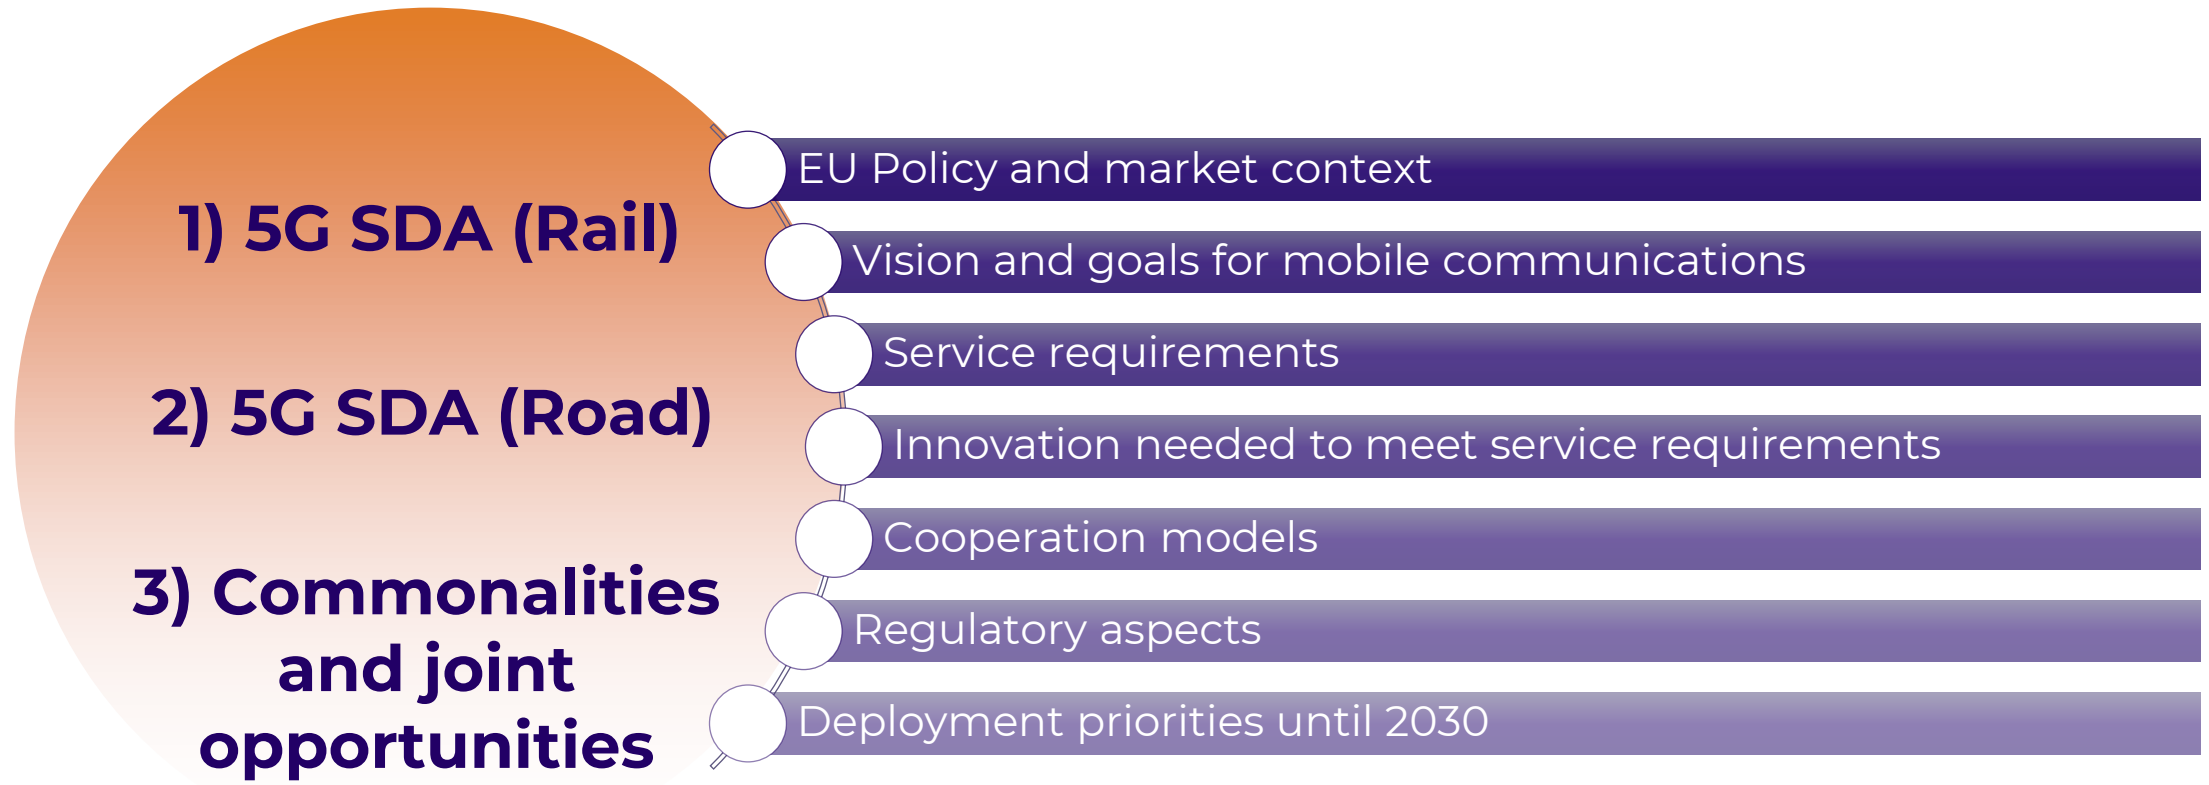 1) 5G SDA (Rail)
2) 5G SDA (Road)
3) Commonalities
and joint
opportunities
EU Policy and market context
Vision and goals for mobile communications
Service requirements
Innovation needed to meet service requirements
Cooperation models
Regulatory aspects
Deployment priorities until 2030